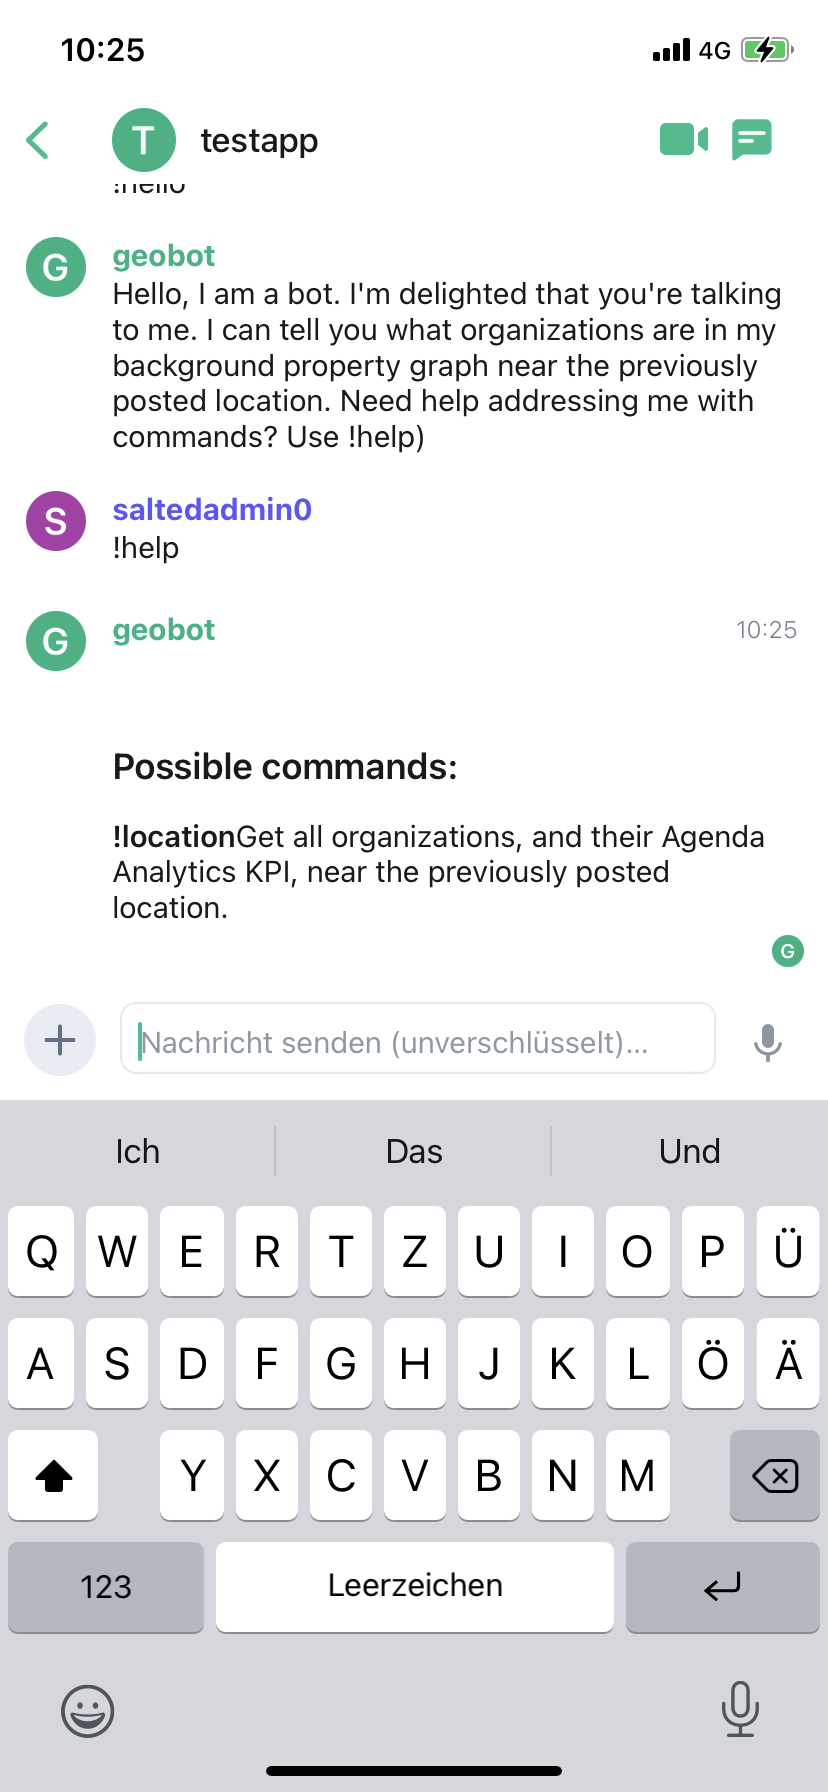 10:25
4G
T
testapp
!hello
G
geobot
Hello, I am a bot. I'm delighted that you're talking
to me. I can tell you what organizations are in my
background property graph near the previously
posted location. Need help addressing me with
commands? Use !help)
S
saltedadmin0
!help
G
geobot
10:25
Possible commands:
!locationGet all organizations, and their Agenda
Analytics KPI, near the previously posted
location.
G
Nachricht senden (unverschlüsselt)...
Ich Das Und
Q W E R T Z U I O P Ü
A S D F G H J K L Ö Ä
Y X C V B N M
123 Leerzeichen